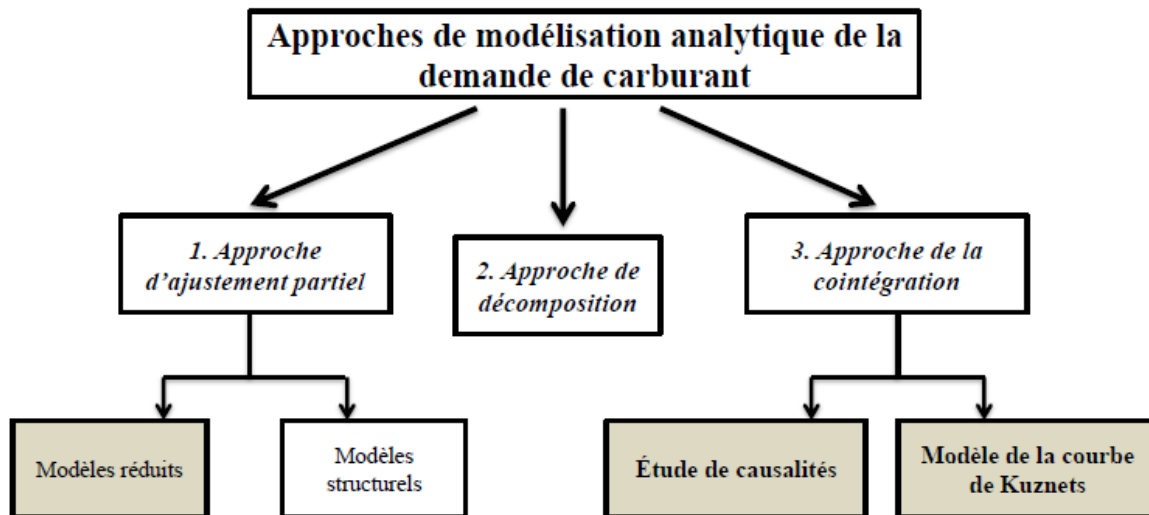 Approches de modélisation analytique de la
demande de carburant
1. Approche
d'ajustement partiel
2. Approche de
décomposition
3. Approche de la
cointégration
Modèles réduits
Modèles
structurels
Étude de causalités
Modèle de la courbe
de Kuznets